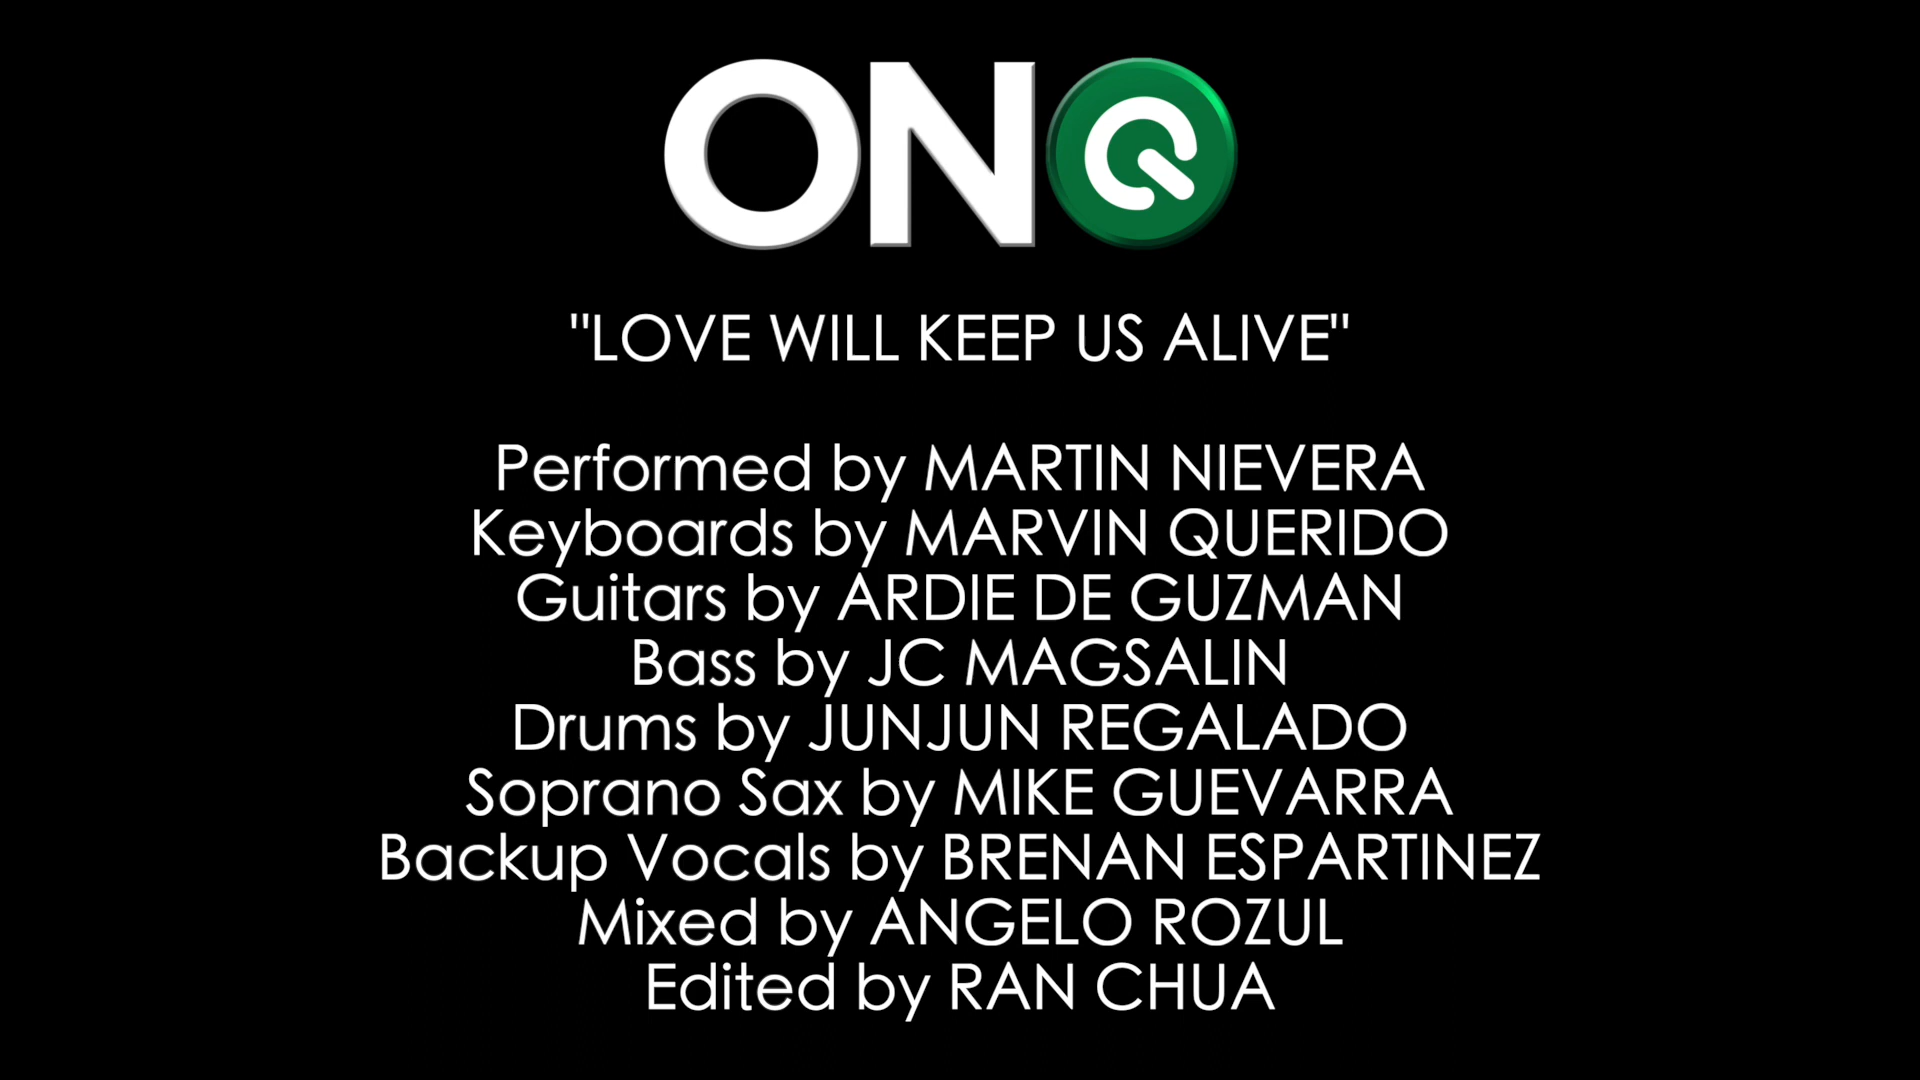 ONQ
"LOVE WILL KEEP US ALIVE"
Performed by MARTIN NIEVERA
Keyboards by MARVIN QUERIDO
Guitars by ARDIE DE GUZMAN
Bass by JC MAGSALIN
Drums by JUNJUN REGALADO
Soprano Sax by MIKE GUEVARRA
Backup Vocals by BRENAN ESPARTINEZ
Mixed by ANGELO ROZUL
Edited by RAN CHUA